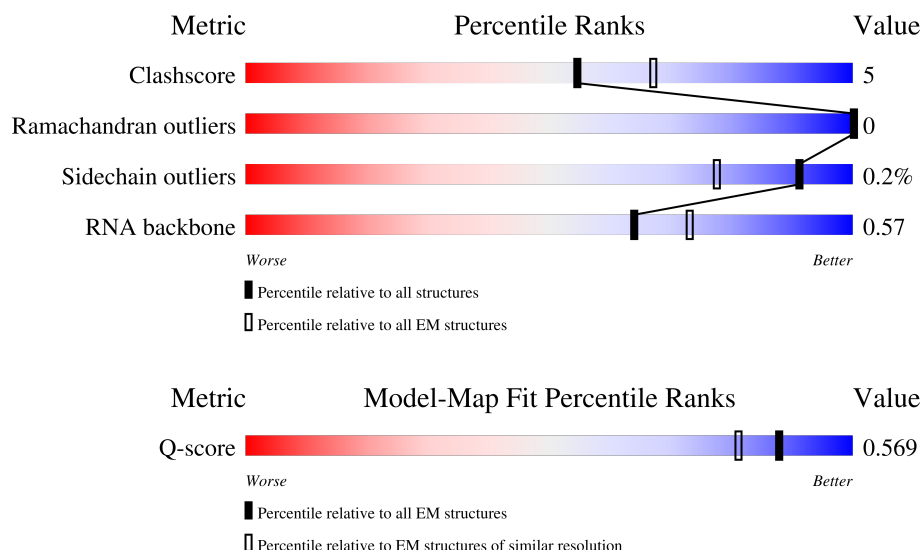 Metric Percentile Ranks Value
Clashscore 5
Ramachandran outliers 0
Sidechain outliers 0.2%
RNA backbone 0.57
Worse Better
Percentile relative to all structures
Percentile relative to all EM structures
Metric Model-Map Fit Percentile Ranks Value
Q-score 0.569
Worse Better
Percentile relative to all EM structures
Percentile relative to EM structures of similar resolution